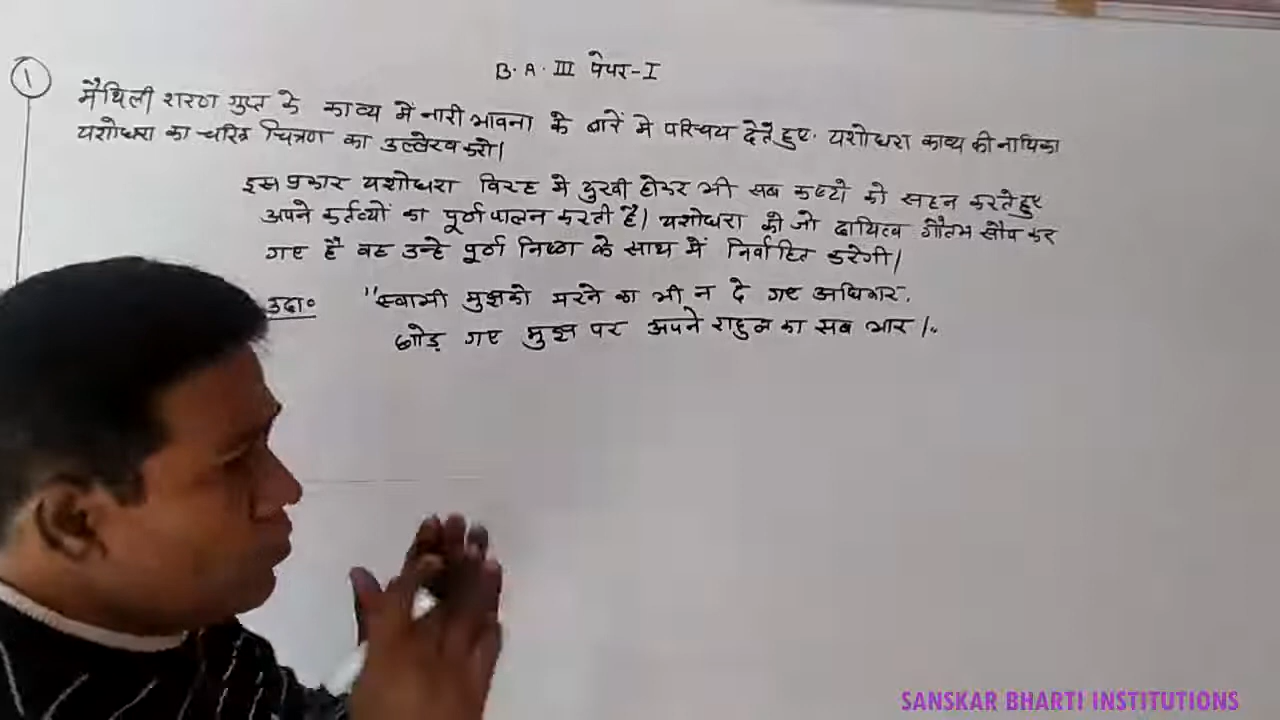 B.A.III पेपर-I
1
मैथिली शरण गुप्त के काव्य में नारी भावना के बारें मे परिचय देते हुए. यशोधरा काव्य की नायिका
यशोधरा का चरित्र चित्रण का उल्लेख करो।
इस प्रकार यशोधरा विरह मे दुखी होकर भी सब कष्टो को सहन करते हुए
अपने कर्तव्यों का पूर्ण पालन करती है। यशोधरा को जो दायित्व गौतम सौप कर
गए है वह उन्हे पूर्ण निष्ठा के साथ में निर्वाहित करेगी।
उदा० "स्वामी मुझको मरने का भी न दे गए अधिकार.
छोड़ गए मुझ पर अपने राहुल का सब भार।"
SANSKAR BHARTI INSTITUTIONS